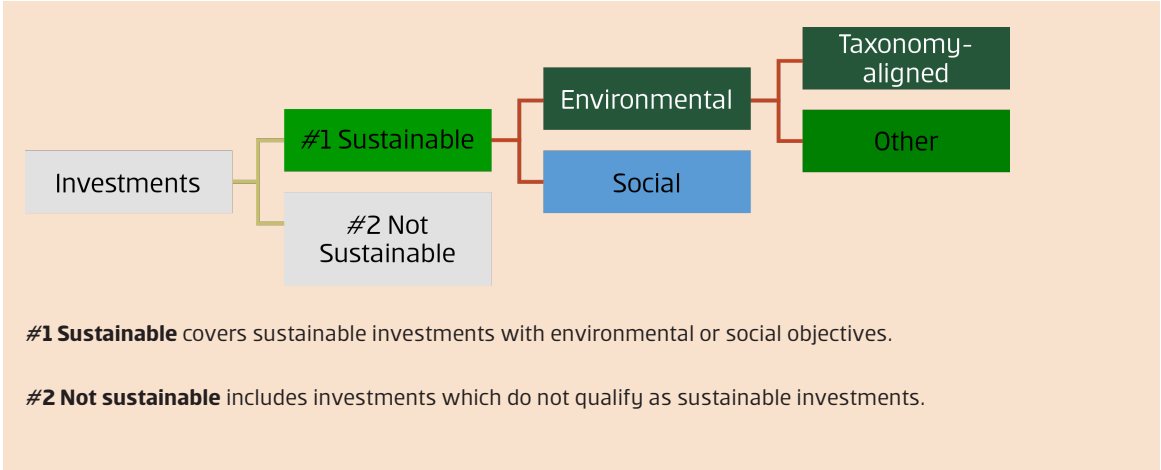 Investments
#1 Sustainable
#2 Not
Sustainable
Environmental
Social
Taxonomy-
aligned
Other
#1 Sustainable covers sustainable investments with environmental or social objectives.
#2 Not sustainable includes investments which do not qualify as sustainable investments.